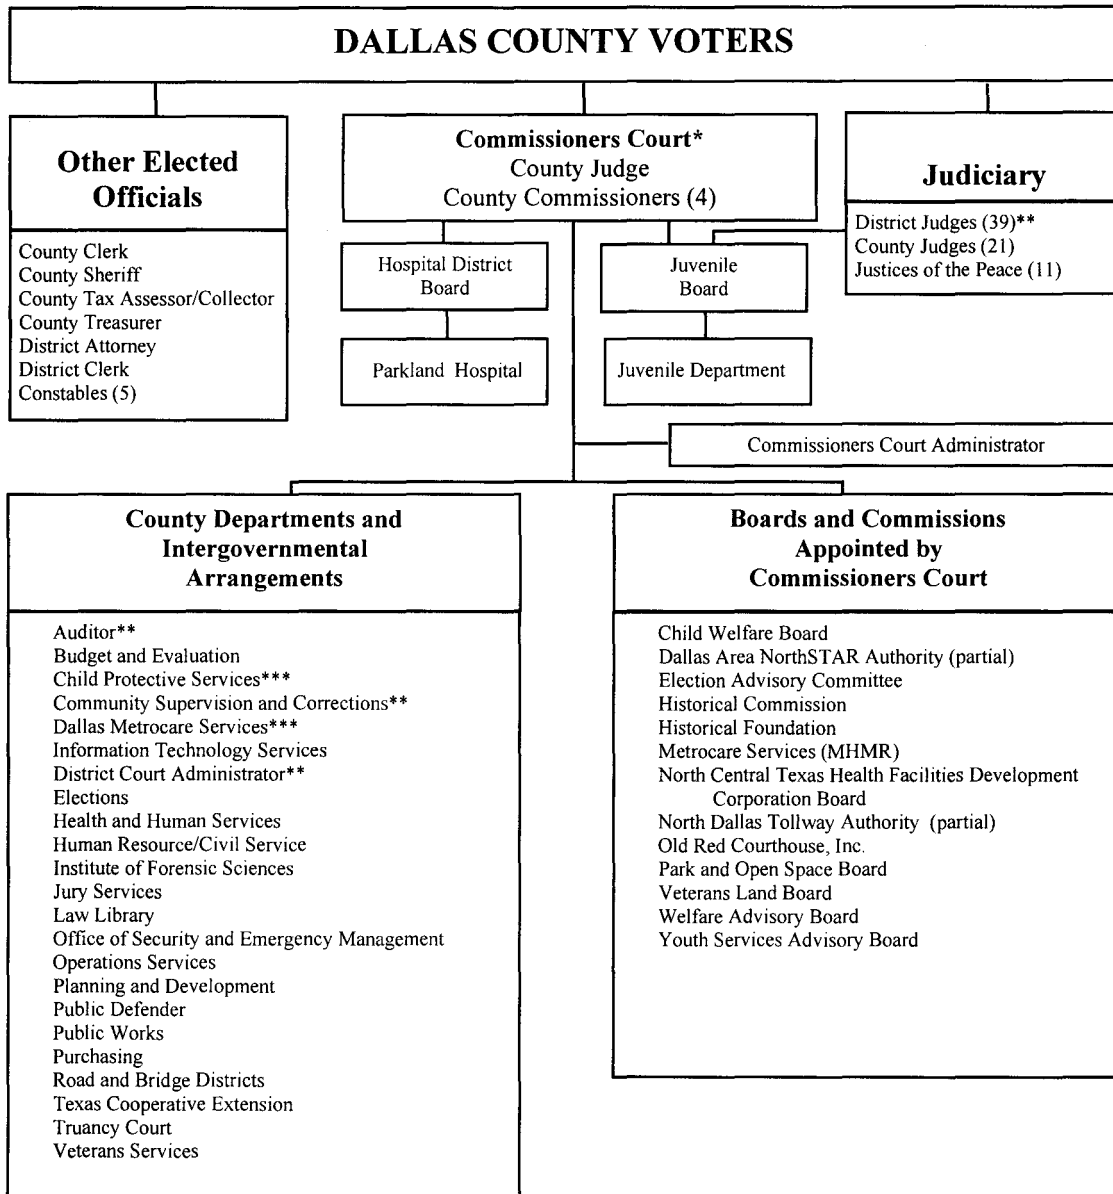 DALLAS COUNTY VOTERS
Other Elected
Officials
County Clerk
County Sheriff
County Tax Assessor/Collector
County Treasurer
District Attorney
District Clerk
Constables (5)
Commissioners Court*
County Judge
County Commissioners (4)
Judiciary
District Judges (39)**
County Judges (21)
Justices of the Peace (11)
Hospital District
Board
Juvenile
Board
Parkland Hospital
Juvenile Department
Commissioners Court Administrator
County Departments and
Intergovernmental
Arrangements
Auditor**
Budget and Evaluation
Child Protective Services***
Community Supervision and Corrections**
Dallas Metrocare Services***
Information Technology Services
District Court Administrator**
Elections
Health and Human Services
Human Resource/Civil Service
Institute of Forensic Sciences
Jury Services
Law Library
Office of Security and Emergency Management
Operations Services
Planning and Development
Public Defender
Public Works
Purchasing
Road and Bridge Districts
Texas Cooperative Extension
Truancy Court
Veterans Services
Boards and Commissions
Appointed by
Commissioners Court
Child Welfare Board
Dallas Area NorthSTAR Authority (partial)
Election Advisory Committee
Historical Commission
Historical Foundation
Metrocare Services (MHMR)
North Central Texas Health Facilities Development
Corporation Board
North Dallas Tollway Authority (partial)
Old Red Courthouse, Inc.
Park and Open Space Board
Veterans Land Board
Welfare Advisory Board
Youth Services Advisory Board